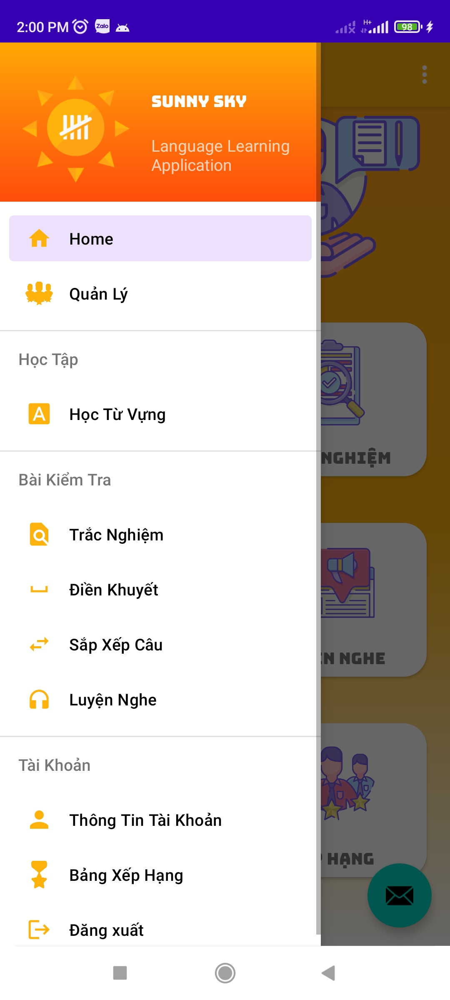 2:00 PM Zalo H+ 98
SUNNY SKY
Language Learning
Application
Home
Quản Lý
Học Tập
A Học Từ Vựng
NGHIỆM
Bài Kiểm Tra
Trắc Nghiệm
Điền Khuyết
Sắp Xếp Câu
N NGHE
Luyện Nghe
Tài Khoản
Thông Tin Tài Khoản
HẠNG
Bảng Xếp Hạng
Đăng xuất